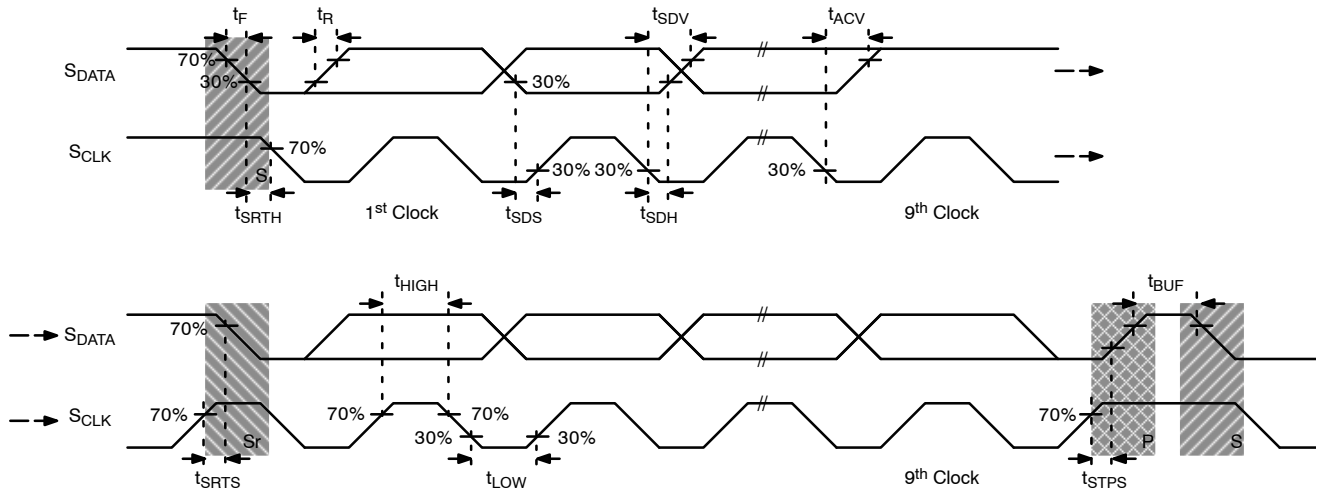 tF tR tSDV tACV
SDATA 70% 30% 30%
SCLK 70% 30% 30% 30%
S
tSRTH 1st Clock tSDS tSDH 9th Clock
tHIGH tBUF
SDATA 70%
SCLK 70% 70% 70% 70%
30% 30%
Sr P S
tSRTS tLOW 9th Clock tSTPS